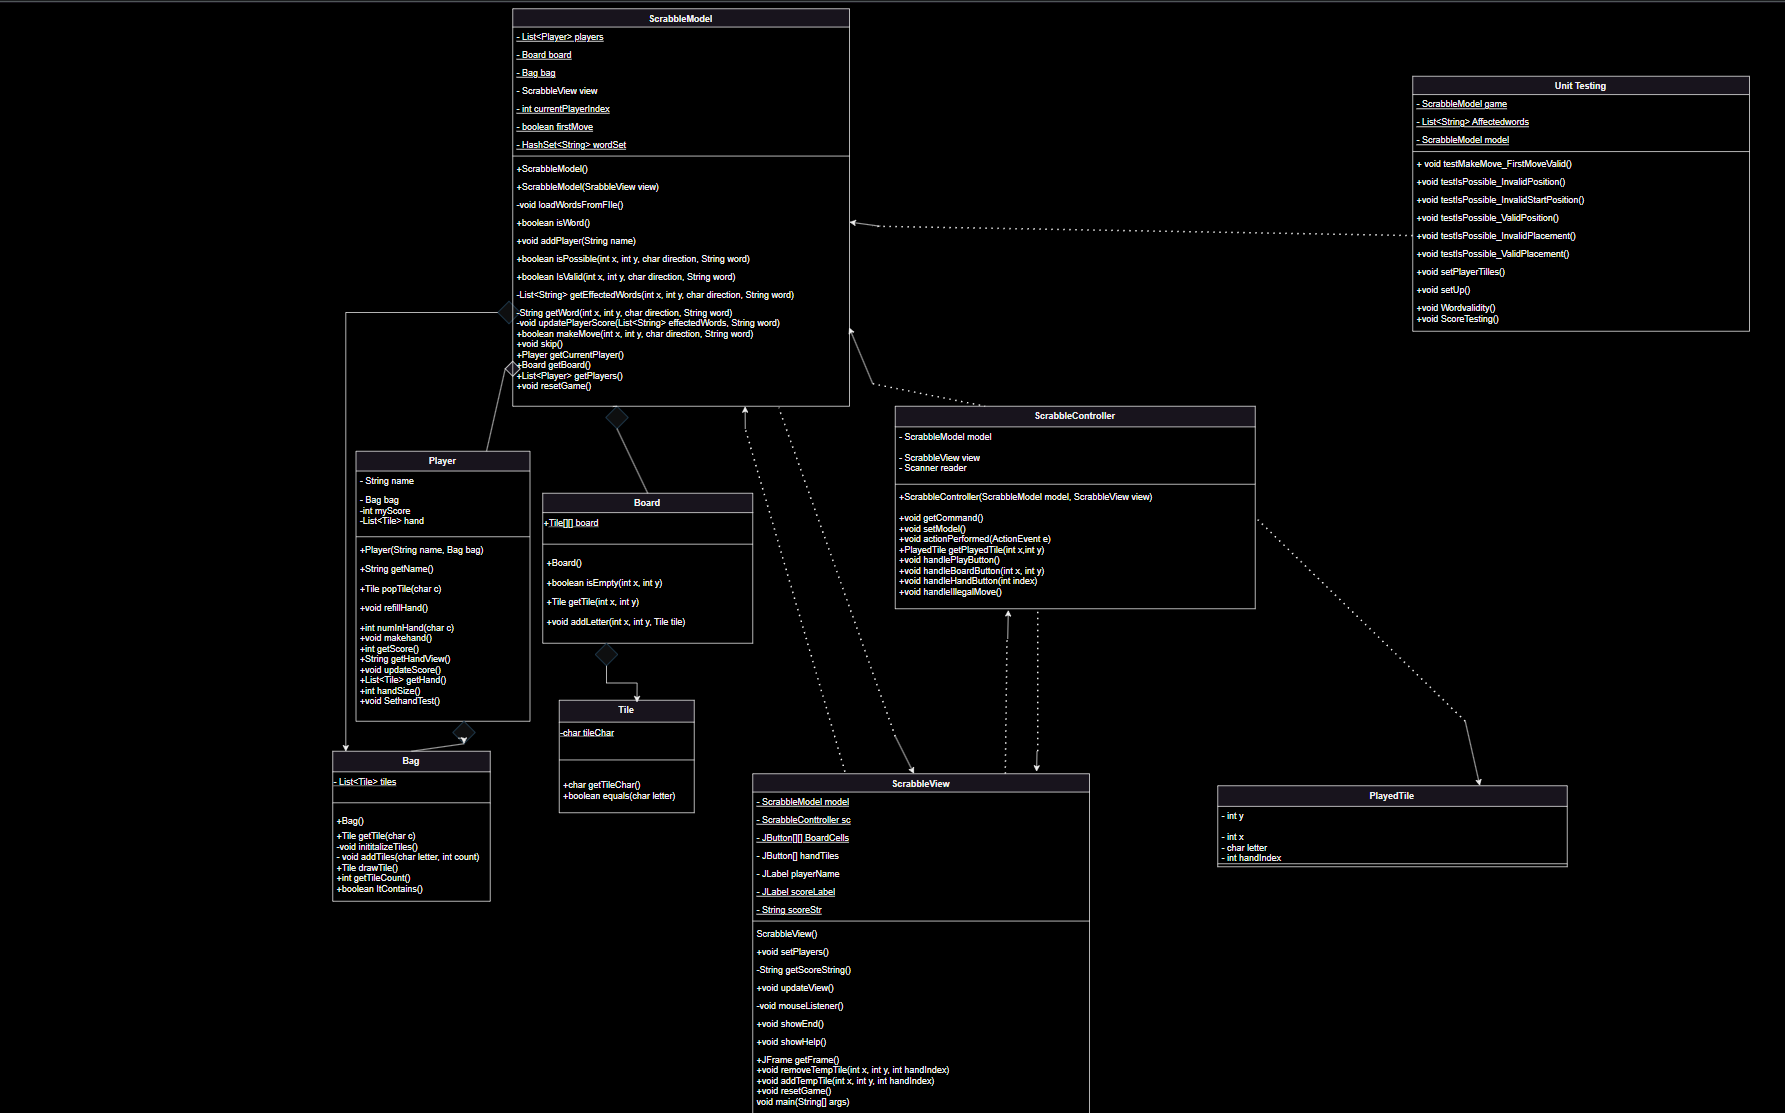 ScrabbleModel
- List<Player> players
- Board board
- Bag bag
- ScrabbleView view
- int currentPlayerIndex
- boolean firstMove
- HashSet<String> wordSet
+ScrabbleModel()
+ScrabbleModel(SrabbleView view)
-void loadWordsFromFIle()
+boolean isWord()
+void addPlayer(String name)
+boolean isPossible(int x, int y, char direction, String word)
+boolean IsValid(int x, int y, char direction, String word)
-List<String> getEffectedWords(int x, int y, char direction, String word)
-String getWord(int x, int y, char direction, String word)
-void updatePlayerScore(List<String> effectedWords, String word)
+boolean makeMove(int x, int y, char direction, String word)
+void skip()
+Player getCurrentPlayer()
+Board getBoard()
+List<Player> getPlayers()
+void resetGame()
Unit Testing
- ScrabbleModel game
- List<String> Affectedwords
- ScrabbleModel model
+ void testMakeMove_FirstMoveValid()
+void testIsPossible_InvalidPosition()
+void testIsPossible_InvalidStartPosition()
+void testIsPossible_ValidPosition()
+void testIsPossible_InvalidPlacement()
+void testIsPossible_ValidPlacement()
+void setPlayerTilles()
+void setUp()
+void Wordvalidity()
+void ScoreTesting()
ScrabbleController
- ScrabbleModel model
- ScrabbleView view
- Scanner reader
+ScrabbleController(ScrabbleModel model, ScrabbleView view)
+void getCommand()
+void setModel()
+void actionPerformed(ActionEvent e)
+PlayedTile getPlayedTile(int x,int y)
+void handlePlayButton()
+void handleBoardButton(int x, int y)
+void handleHandButton(int index)
+void handleIllegalMove()
Player
- String name
- Bag bag
-int myScore
-List<Tile> hand
+Player(String name, Bag bag)
+String getName()
+Tile popTile(char c)
+void refillHand()
+int numInHand(char c)
+void makehand()
+int getScore()
+String getHandView()
+void updateScore()
+List<Tile> getHand()
+int handSize()
+void SethandTest()
Board
+Tile[][] board
+Board()
+boolean isEmpty(int x, int y)
+Tile getTile(int x, int y)
+void addLetter(int x, int y, Tile tile)
Tile
-char tileChar
+char getTileChar()
+boolean equals(char letter)
Bag
- List<Tile> tiles
+Bag()
+Tile getTile(char c)
-void inititalizeTiles()
- void addTiles(char letter, int count)
+Tile drawTile()
+int getTileCount()
+boolean ItContains()
ScrabbleView
- ScrabbleModel model
- ScrabbleConttroller sc
- JButton[][] BoardCells
- JButton[] handTiles
- JLabel playerName
- JLabel scoreLabel
- String scoreStr
ScrabbleView()
+void setPlayers()
-String getScoreString()
+void updateView()
-void mouseListener()
+void showEnd()
+void showHelp()
+JFrame getFrame()
+void removeTempTile(int x, int y, int handIndex)
+void addTempTile(int x, int y, int handIndex)
+void resetGame()
void main(String[] args)
PlayedTile
- int y
- int x
- char letter
- int handIndex